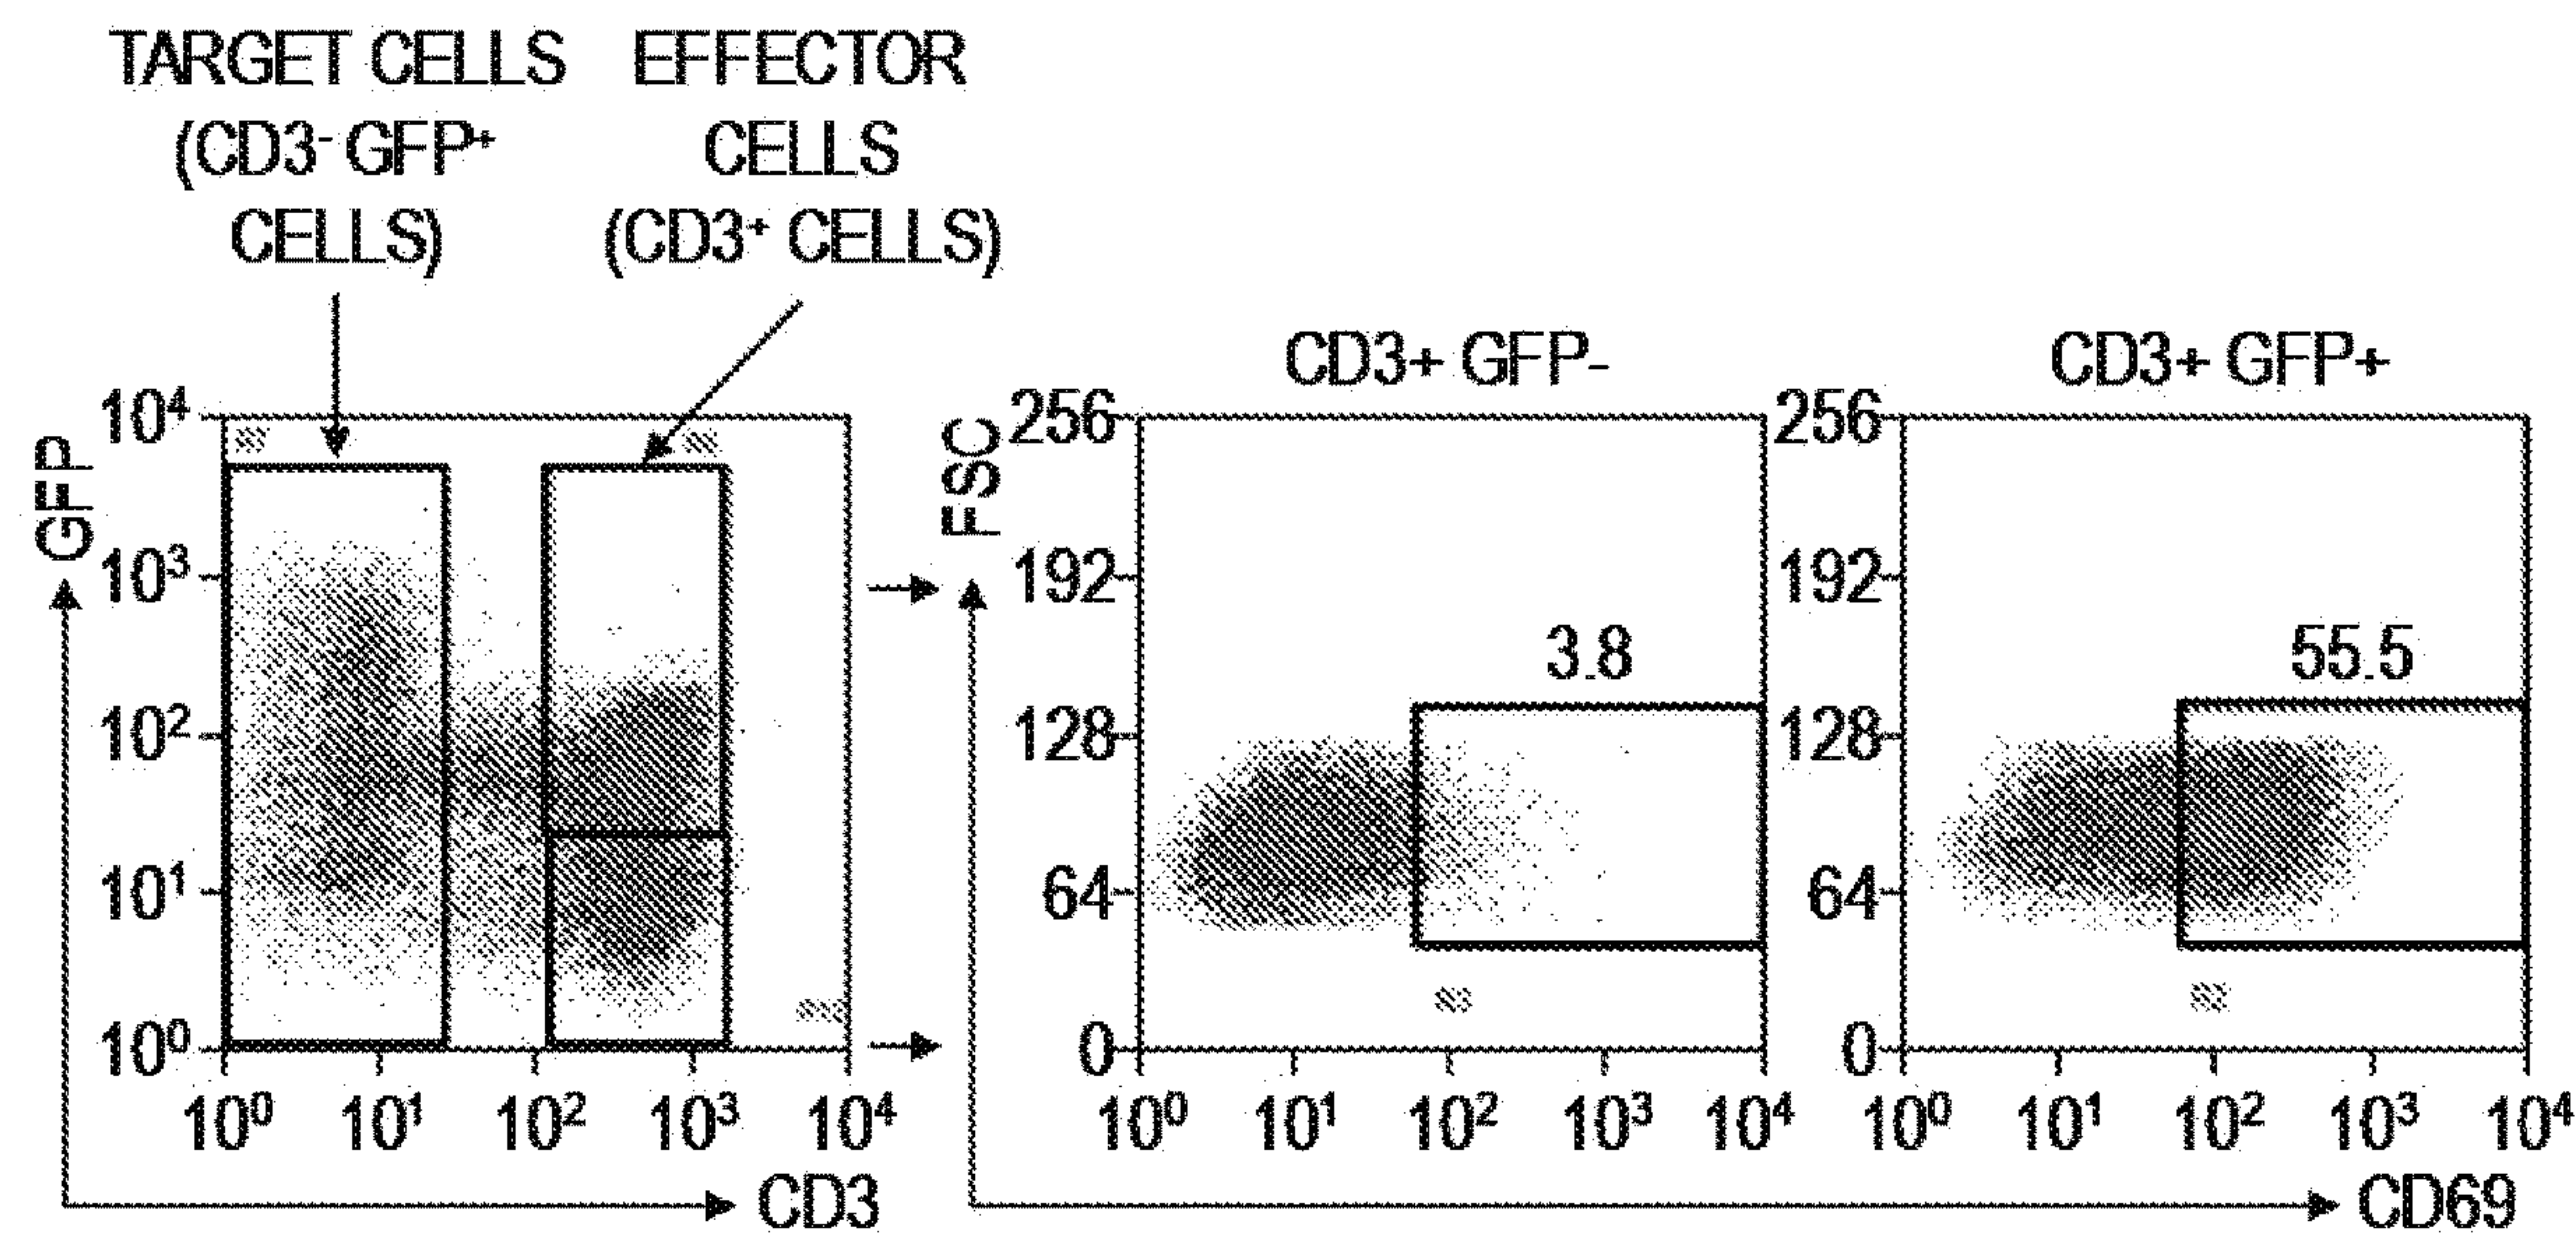 TARGET CELLS
(CD3⁻ GFP⁺
CELLS)
EFFECTOR
CELLS
(CD3⁺ CELLS)
GFP
10⁴
10³
10²
10¹
10⁰
10⁰ 10¹ 10² 10³ 10⁴
CD3
CD3+ GFP-
FSC
256
192
128
64
0
3.8
10⁰ 10¹ 10² 10³ 10⁴
CD3+ GFP+
256
192
128
64
0
55.5
10⁰ 10¹ 10² 10³ 10⁴
CD69